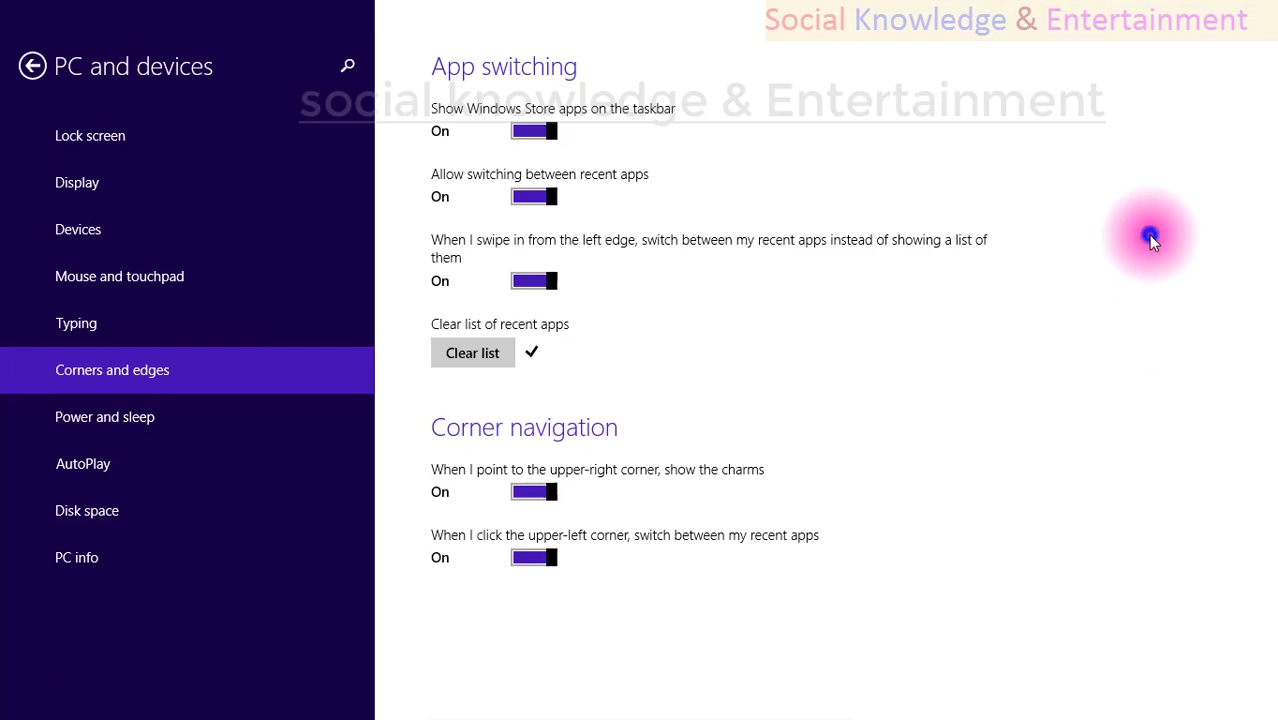 Social Knowledge & Entertainment
PC and devices
Lock screen
Display
Devices
Mouse and touchpad
Typing
Corners and edges
Power and sleep
AutoPlay
Disk space
PC info
App switching
social knowledge & Entertainment
Show Windows Store apps on the taskbar
On
Allow switching between recent apps
On
When I swipe in from the left edge, switch between my recent apps instead of showing a list of
them
On
Clear list of recent apps
Clear list
Corner navigation
When I point to the upper-right corner, show the charms
On
When I click the upper-left corner, switch between my recent apps
On